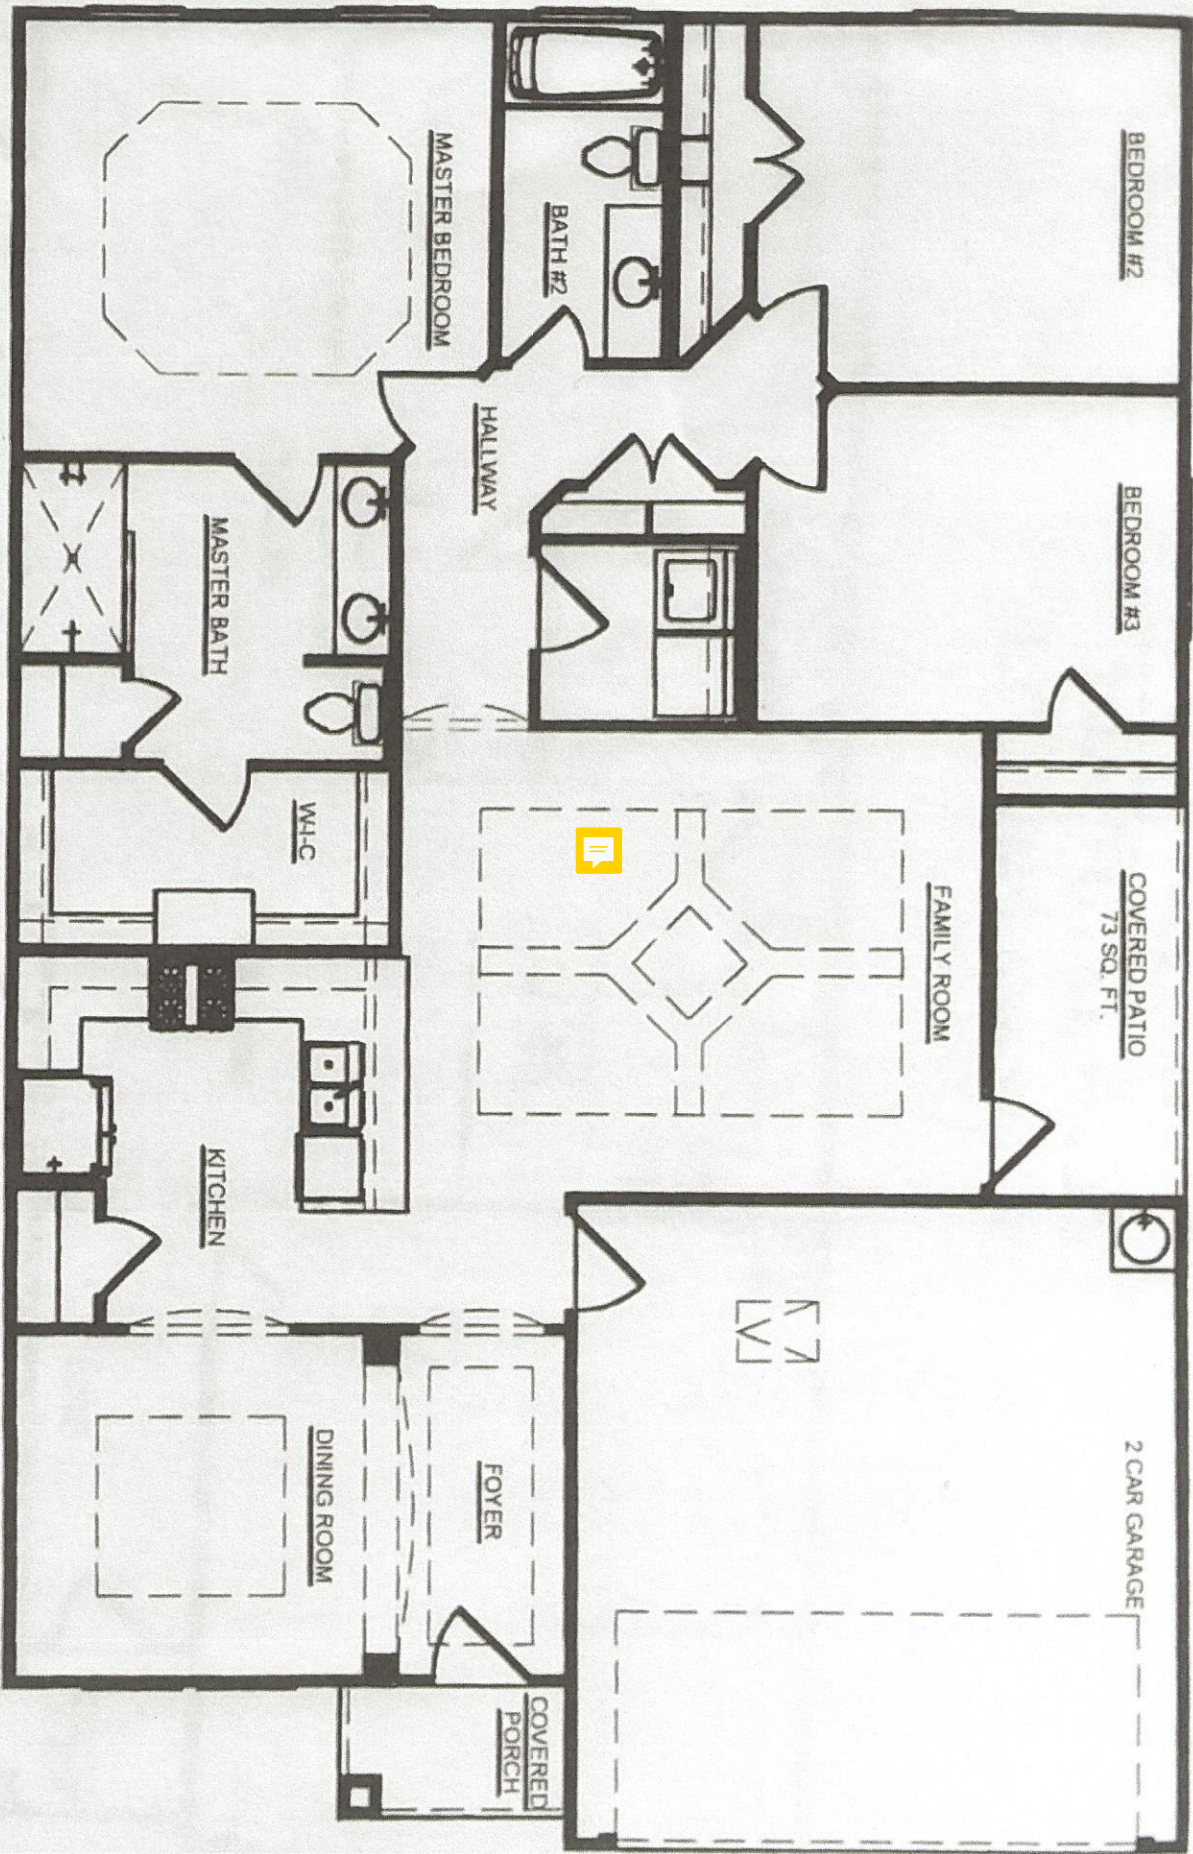 BEDROOM #2
BEDROOM #3
COVERED PATIO
73 SQ. FT.
2 CAR GARAGE
FAMILY ROOM
BATH #2
MASTER BEDROOM
HALLWAY
FOYER
COVERED
PORCH
MASTER BATH
W-I-C
KITCHEN
DINING ROOM